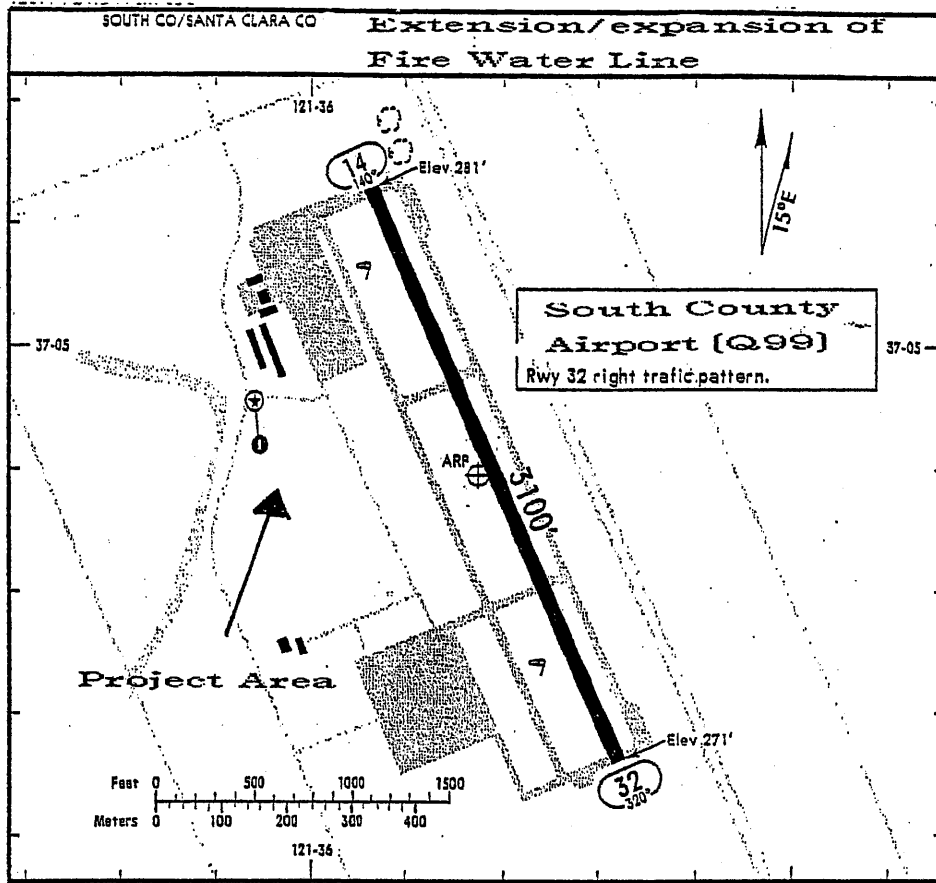 SOUTH CO/SANTA CLARA CO
Extension/expansion of
Fire Water Line
121-36
14
140°
Elev 281'
15°E
South County
Airport [Q99]
Rwy 32 right trafic pattern.
37-05
37-05
ARP
3100'
Project Area
Elev 271'
32
320°
Feet 0 500 1000 1500
Meters 0 100 200 300 400
121-36